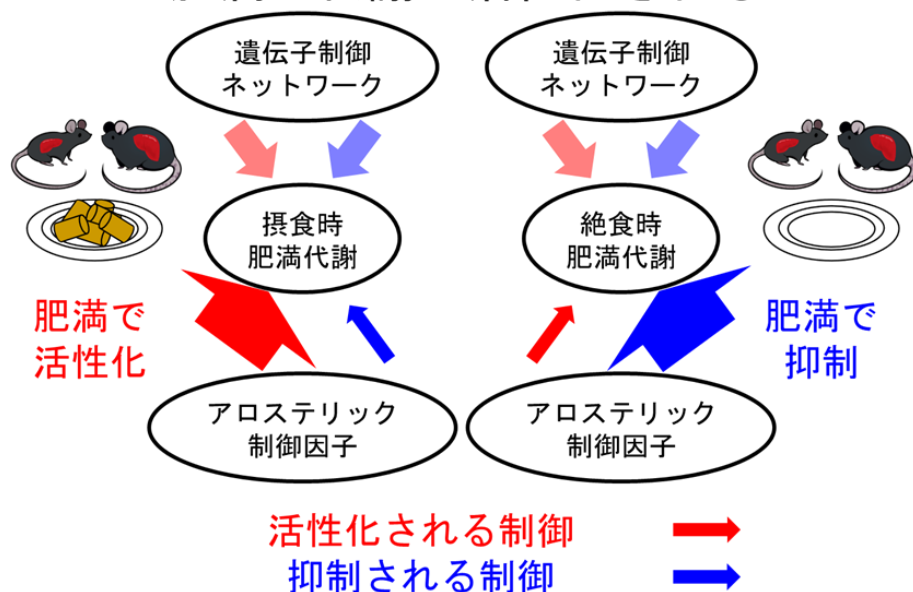 遺伝子制御
ネットワーク
遺伝子制御
ネットワーク
摂食時
肥満代謝
絶食時
肥満代謝
肥満で
活性化
肥満で
抑制
アロステリック
制御因子
アロステリック
制御因子
活性化される制御
抑制される制御